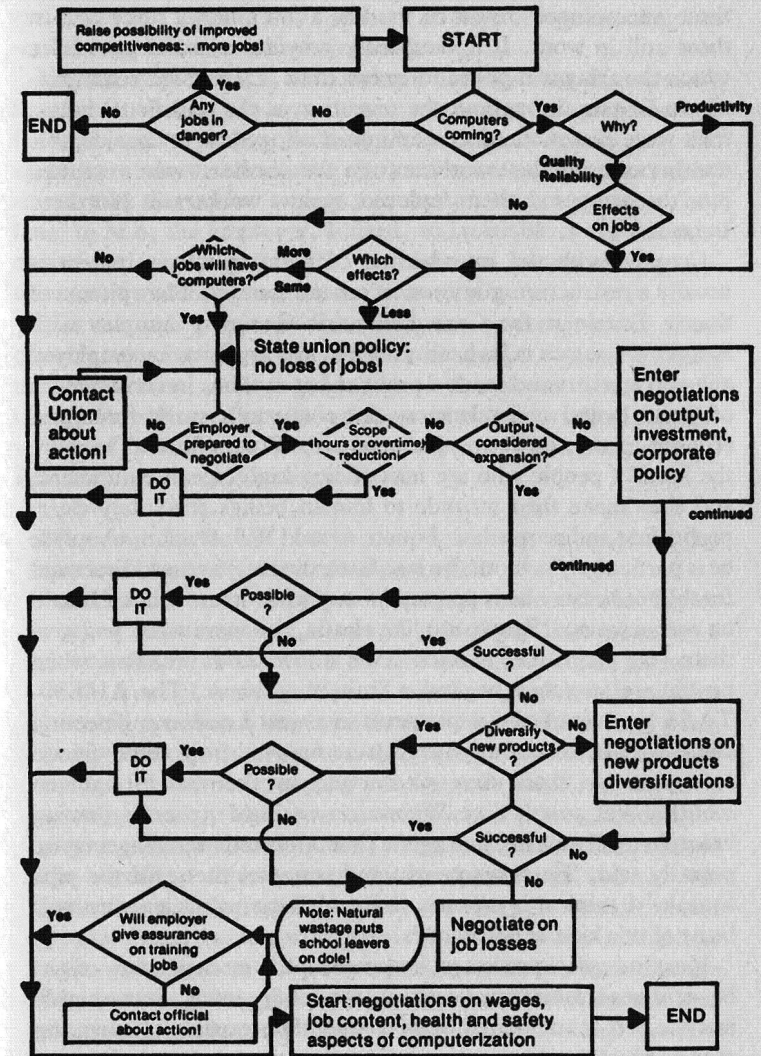 Raise possibility of improved
competitiveness: .. more jobs!
START
Yes
END
No
Any
jobs in
danger?
No
Computers
coming?
Yes
Why?
Productivity
Quality
Reliability
No
Effects
on jobs
Yes
No
Which
jobs will have
computers?
More
Same
Which
effects?
Yes
Less
State union policy:
no loss of jobs!
Contact
Union
about
action!
No
Employer
prepared to
negotiate
Yes
Scope
(hours or overtime
reduction)
No
Output
considered
expansion?
No
Enter
negotiations
on output,
investment,
corporate
policy
DO
IT
Yes
Yes
continued
continued
DO
IT
Yes
Possible
?
No
Yes
Successful
?
No
DO
IT
Yes
Possible
?
Yes
Diversify
new products
?
No
Enter
negotiations on
new products
diversifications
No
Yes
Successful
?
No
No
Yes
Will employer
give assurances
on training
jobs
Note: Natural
wastage puts
school leavers
on dole!
Negotiate on
job losses
No
Contact official
about action!
Start negotiations on wages,
job content, health and safety
aspects of computerization
END